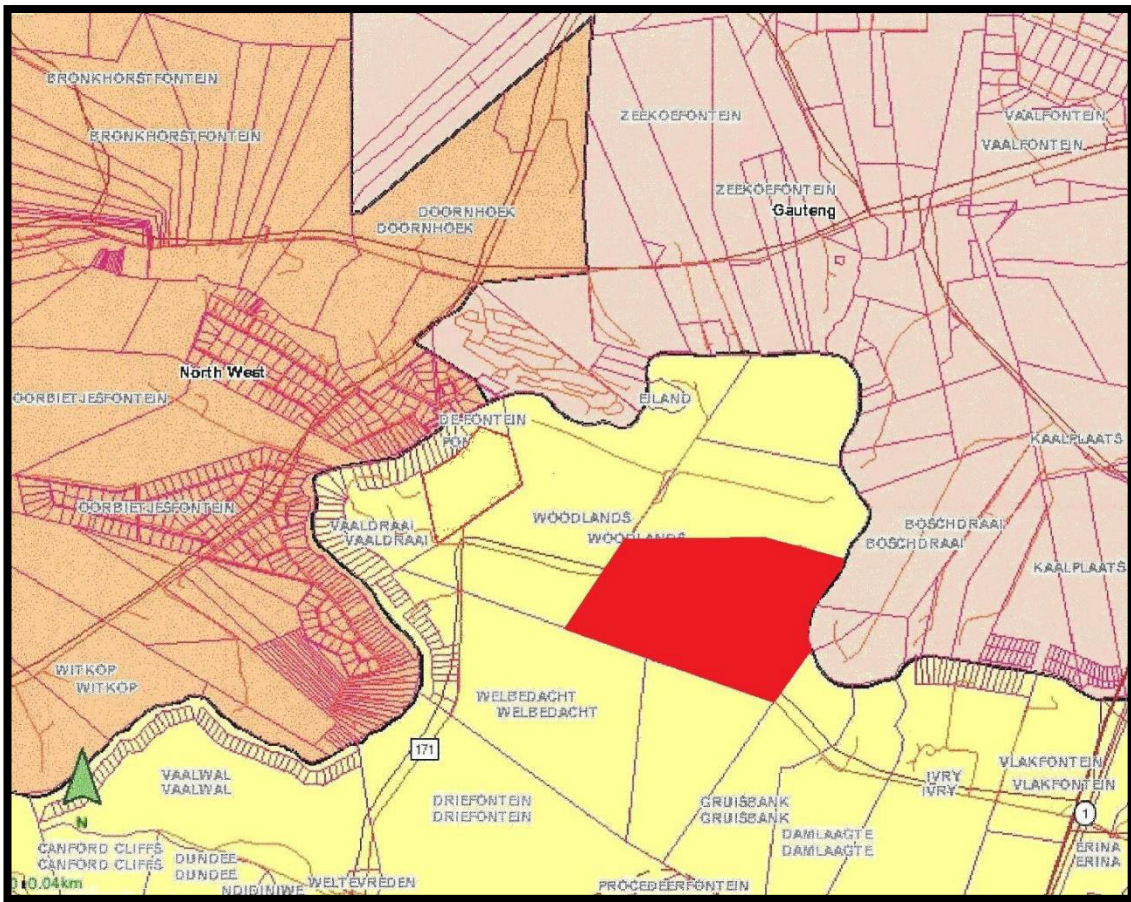 BRONKHORSTFONTEIN
BRONKHORSTFONTEIN
ZEEKOEFONTEIN
VAALFONTEIN
VAALFONTEIN
ZEEKOEFONTEIN
Gauteng
DOORNHOEK
DOORNHOEK
North West
OORBIETJESFONTEIN
EILAND
DE FONTEIN
KAALPLAATS
OORBIETJESFONTEIN
VAALDRAAI
VAALDRAAI
WOODLANDS
WOODLANDS
BOSCHDRAAI
BOSCHDRAAI
KAALPLAATS
WITKOP
WITKOP
WELBEDACHT
WELBEDACHT
171
VAALWAL
VAALWAL
DRIEFONTEIN
DRIEFONTEIN
GRUISBANK
GRUISBANK
IVRY
IVRY
VLAKFONTEIN
VLAKFONTEIN
1
N
DAMLAAGTE
DAMLAAGTE
CANFORD CLIFFS
CANFORD CLIFFS
DUNDEE
DUNDEE
ERINA
ERINA
0.04km
WELTEVREDEN
PROCEDEERFONTEIN